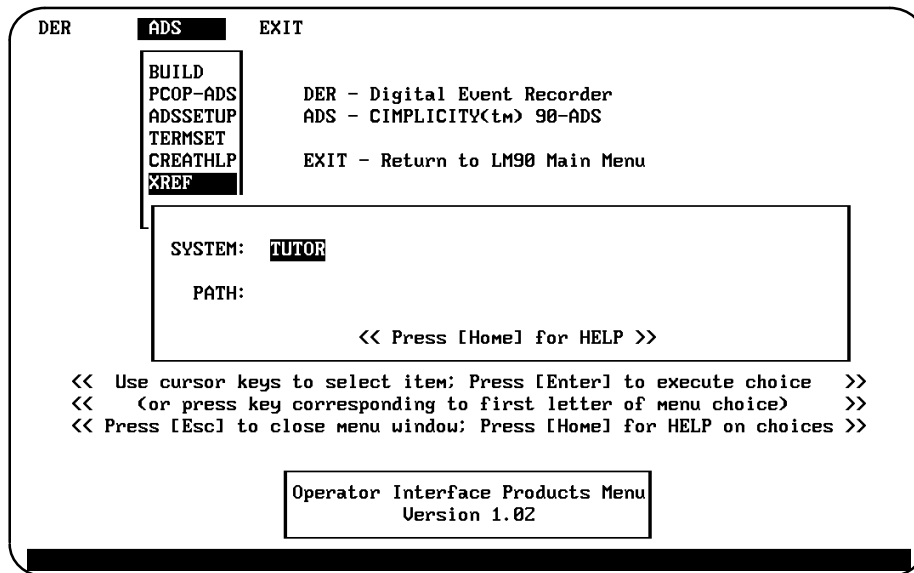 DER ADS EXIT
BUILD
PCOP-ADS DER - Digital Event Recorder
ADSSETUP ADS - CIMPLICITY(tm) 90-ADS
TERMSET
CREATHLP EXIT - Return to LM90 Main Menu
XREF
SYSTEM: TUTOR
PATH:
<< Press [Home] for HELP >>
<< Use cursor keys to select item; Press [Enter] to execute choice >>
<< (or press key corresponding to first letter of menu choice) >>
<< Press [Esc] to close menu window; Press [Home] for HELP on choices >>
Operator Interface Products Menu
Version 1.02